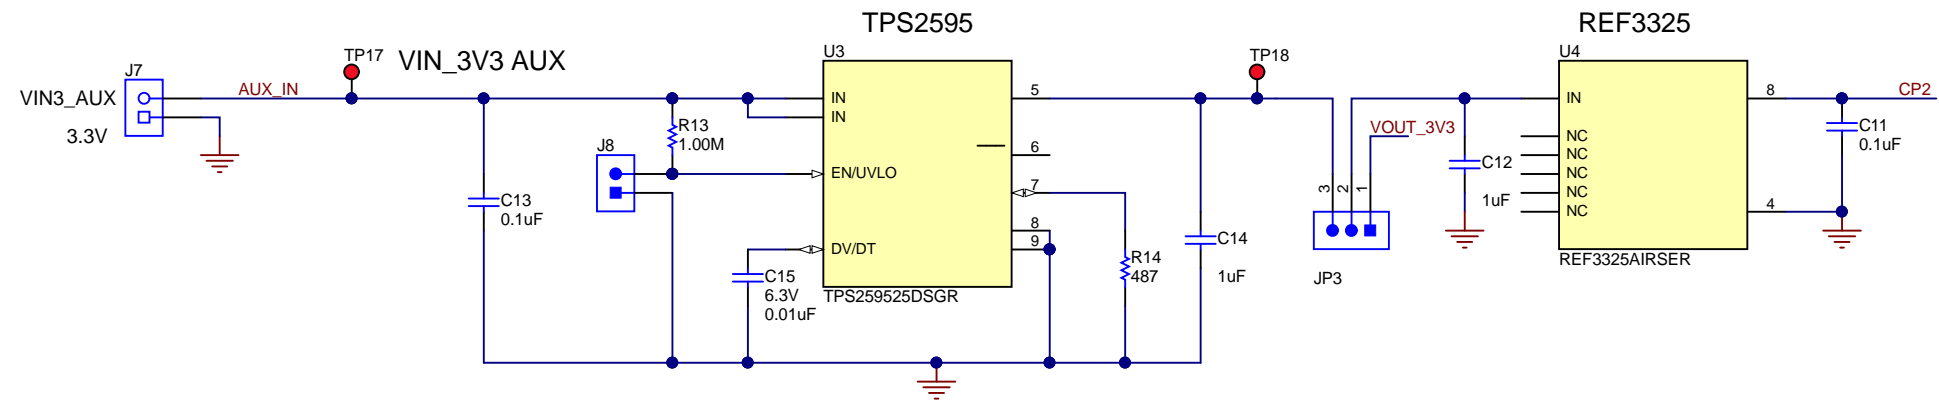 TPS2595
REF3325
J7
TP17
VIN_3V3 AUX
U3
TP18
U4
VIN3_AUX
3.3V
AUX_IN
IN
IN
5
IN
8
CP2
R13
1.00M
J8
EN/UVLO
6
7
8
9
VOUT_3V3
NC
NC
NC
NC
NC
4
C11
0.1uF
C12
1uF
C13
0.1uF
DV/DT
C15
6.3V
0.01uF
TPS259525DSGR
R14
487
C14
1uF
3
2
1
JP3
REF3325AIRSER